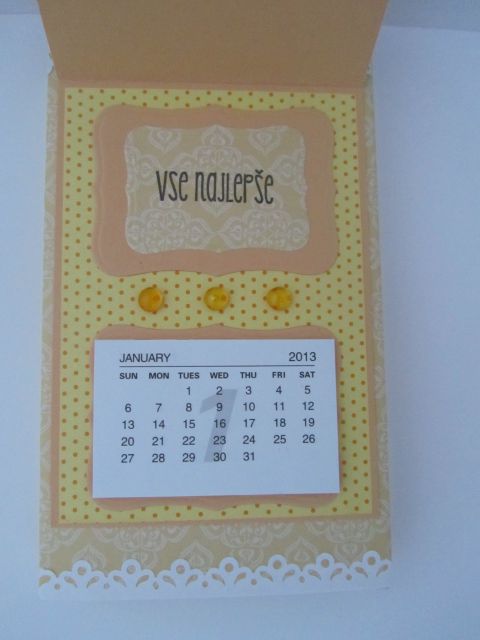 vse najlepše
JANUARY 2013
SUN MON TUES WED THU FRI SAT
1 2 3 4 5
6 7 8 9 10 11 12
13 14 15 16 17 18 19
20 21 22 23 24 25 26
27 28 29 30 31
1